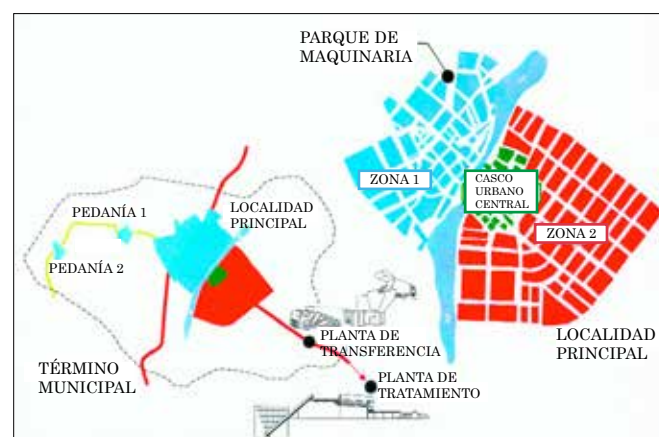 PARQUE DE
MAQUINARIA
ZONA 1
CASCO
URBANO
CENTRAL
ZONA 2
LOCALIDAD
PRINCIPAL
PEDANÍA 1
LOCALIDAD
PRINCIPAL
PEDANÍA 2
PLANTA DE
TRANSFERENCIA
TÉRMINO
MUNICIPAL
PLANTA DE
TRATAMIENTO